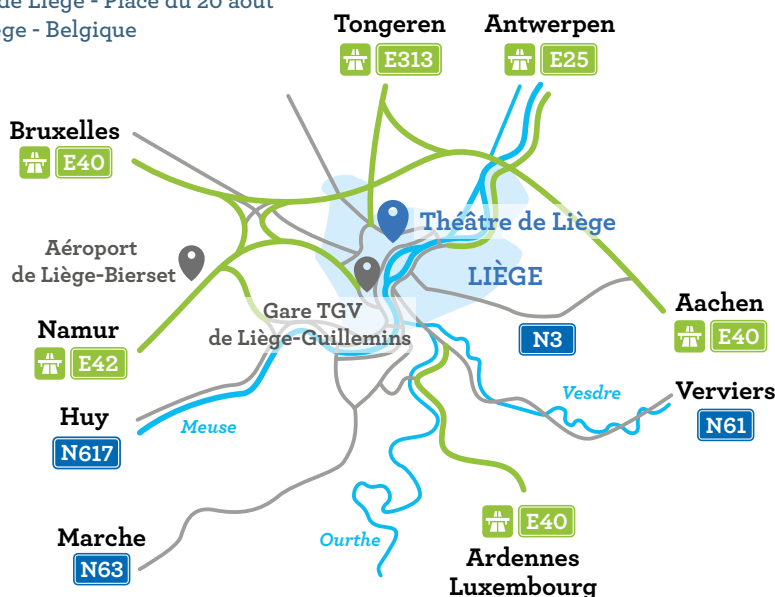 de Liège - Place du 20 août
ège - Belgique
Tongeren
E313
Antwerpen
E25
Bruxelles
E40
Théâtre de Liège
Aéroport
de Liège-Bierset
LIÈGE
Gare TGV
de Liège-Guillemins
Aachen
E40
Namur
E42
N3
Vesdre
Verviers
N61
Huy
N617
Meuse
E40
Ardennes
Luxembourg
Ourthe
Marche
N63